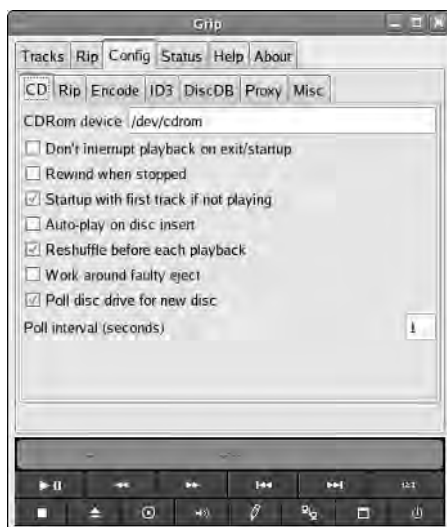 Grip
Tracks Rip Config Status Help About
CD Rip Encode ID3 DiscDB Proxy Misc
CDRom device /dev/cdrom
Don't interrupt playback on exit/startup
Rewind when stopped
Startup with first track if not playing
Auto-play on disc insert
Reshuffle before each playback
Work around faulty eject
Poll disc drive for new disc
Poll interval (seconds) 1